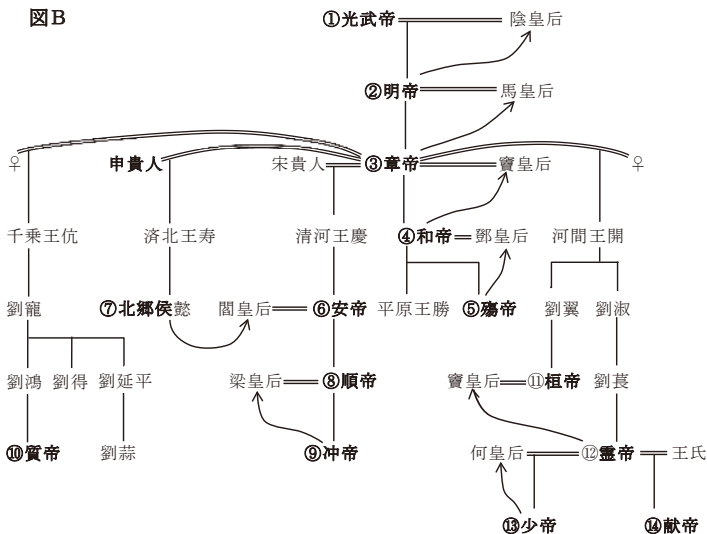 図B
①光武帝 陰皇后
②明帝 馬皇后
♀ 申貴人 宋貴人 ③章帝 竇皇后 ♀
千乗王伉 済北王寿 清河王慶 ④和帝 鄧皇后 河間王開
劉寵 ⑦北郷侯懿 閻皇后 ⑥安帝 平原王勝 ⑤殤帝 劉翼 劉淑
劉鴻 劉得 劉延平 梁皇后 ⑧順帝 竇皇后 ⑪桓帝 劉萇
⑩質帝 劉蒜 ⑨冲帝 何皇后 ⑫霊帝 王氏
⑬少帝 ⑭献帝